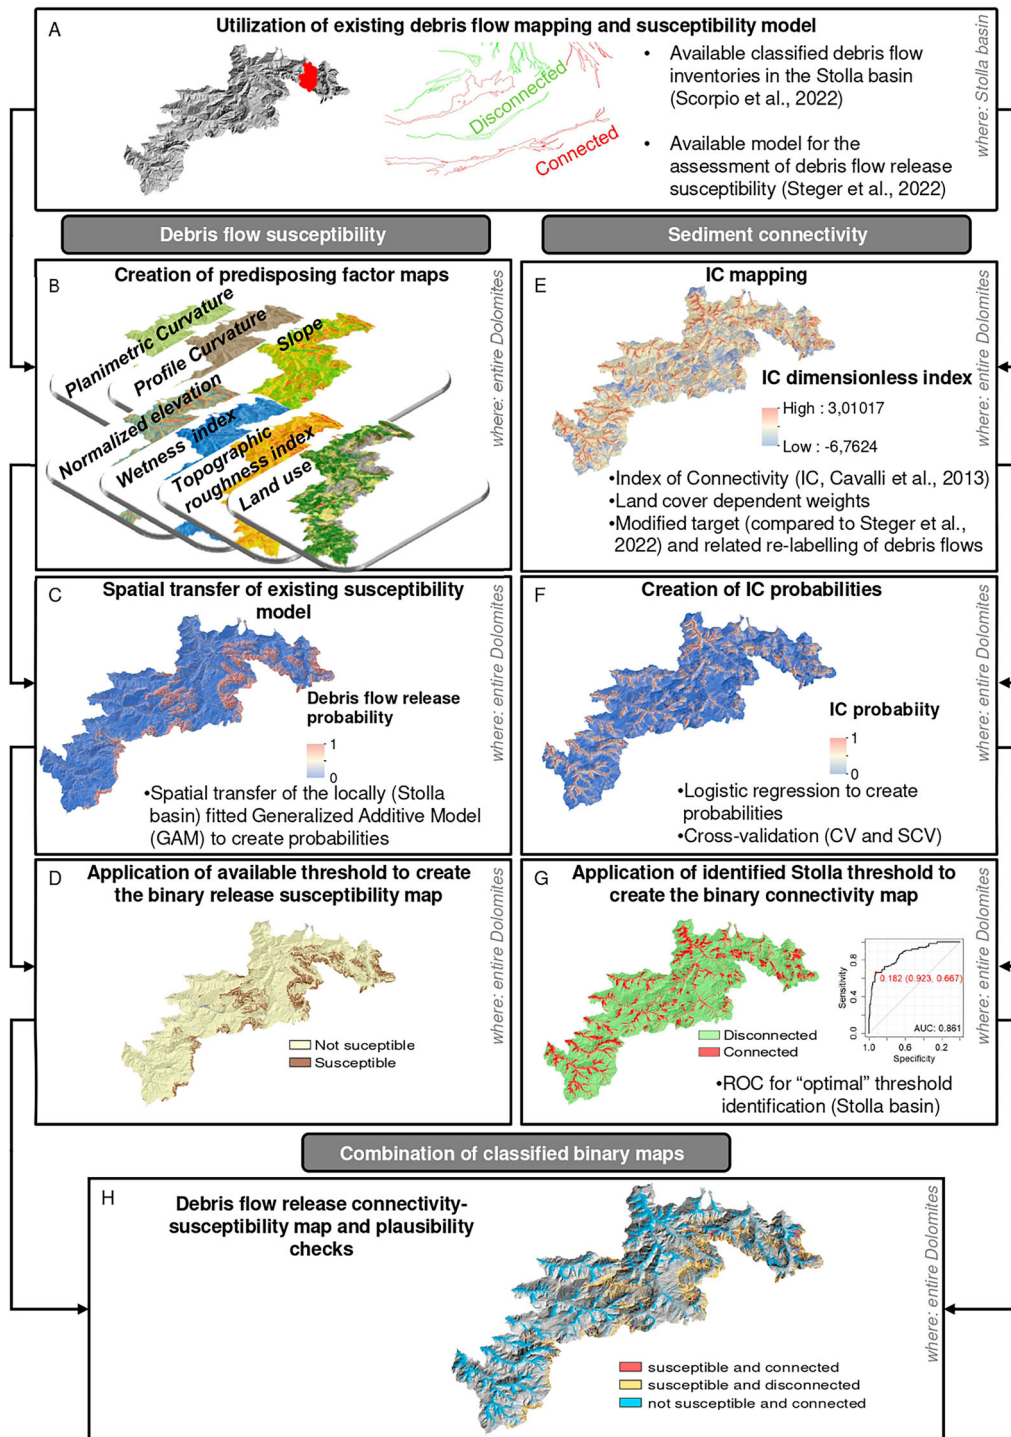 A
Utilization of existing debris flow mapping and susceptibility model
Disconnected
Connected
• Available classified debris flow
inventories in the Stolla basin
(Scorpio et al., 2022)
• Available model for the
assessment of debris flow release
susceptibility (Steger et al., 2022)
where: Stolla basin
Debris flow susceptibility
Sediment connectivity
B
Creation of predisposing factor maps
Planimetric Curvature
Profile Curvature
Slope
Normalized elevation
Wetness index
Topographic
roughness index
Land use
where: entire Dolomites
E
IC mapping
IC dimensionless index
High : 3,01017
Low : -6,7624
•Index of Connectivity (IC, Cavalli et al., 2013)
•Land cover dependent weights
•Modified target (compared to Steger et al.,
2022) and related re-labelling of debris flows
where: entire Dolomites
C
Spatial transfer of existing susceptibility
model
Debris flow release
probability
1
0
•Spatial transfer of the locally (Stolla
basin) fitted Generalized Additive Model
(GAM) to create probabilities
where: entire Dolomites
F
Creation of IC probabilities
IC probabiity
1
0
•Logistic regression to create
probabilities
•Cross-validation (CV and SCV)
where: entire Dolomites
D
Application of available threshold to create
the binary release susceptibility map
Not suceptible
Susceptible
where: entire Dolomites
G
Application of identified Stolla threshold to
create the binary connectivity map
Disconnected
Connected
Sensitivity
0.8
0.4
0.0
0.182 (0.923, 0.667)
AUC: 0.861
1.0 0.6 0.2
Specificity
•ROC for “optimal” threshold
identification (Stolla basin)
where: entire Dolomites
Combination of classified binary maps
H
Debris flow release connectivity-
susceptibility map and plausibility
checks
susceptible and connected
susceptible and disconnected
not susceptible and connected
where: entire Dolomites